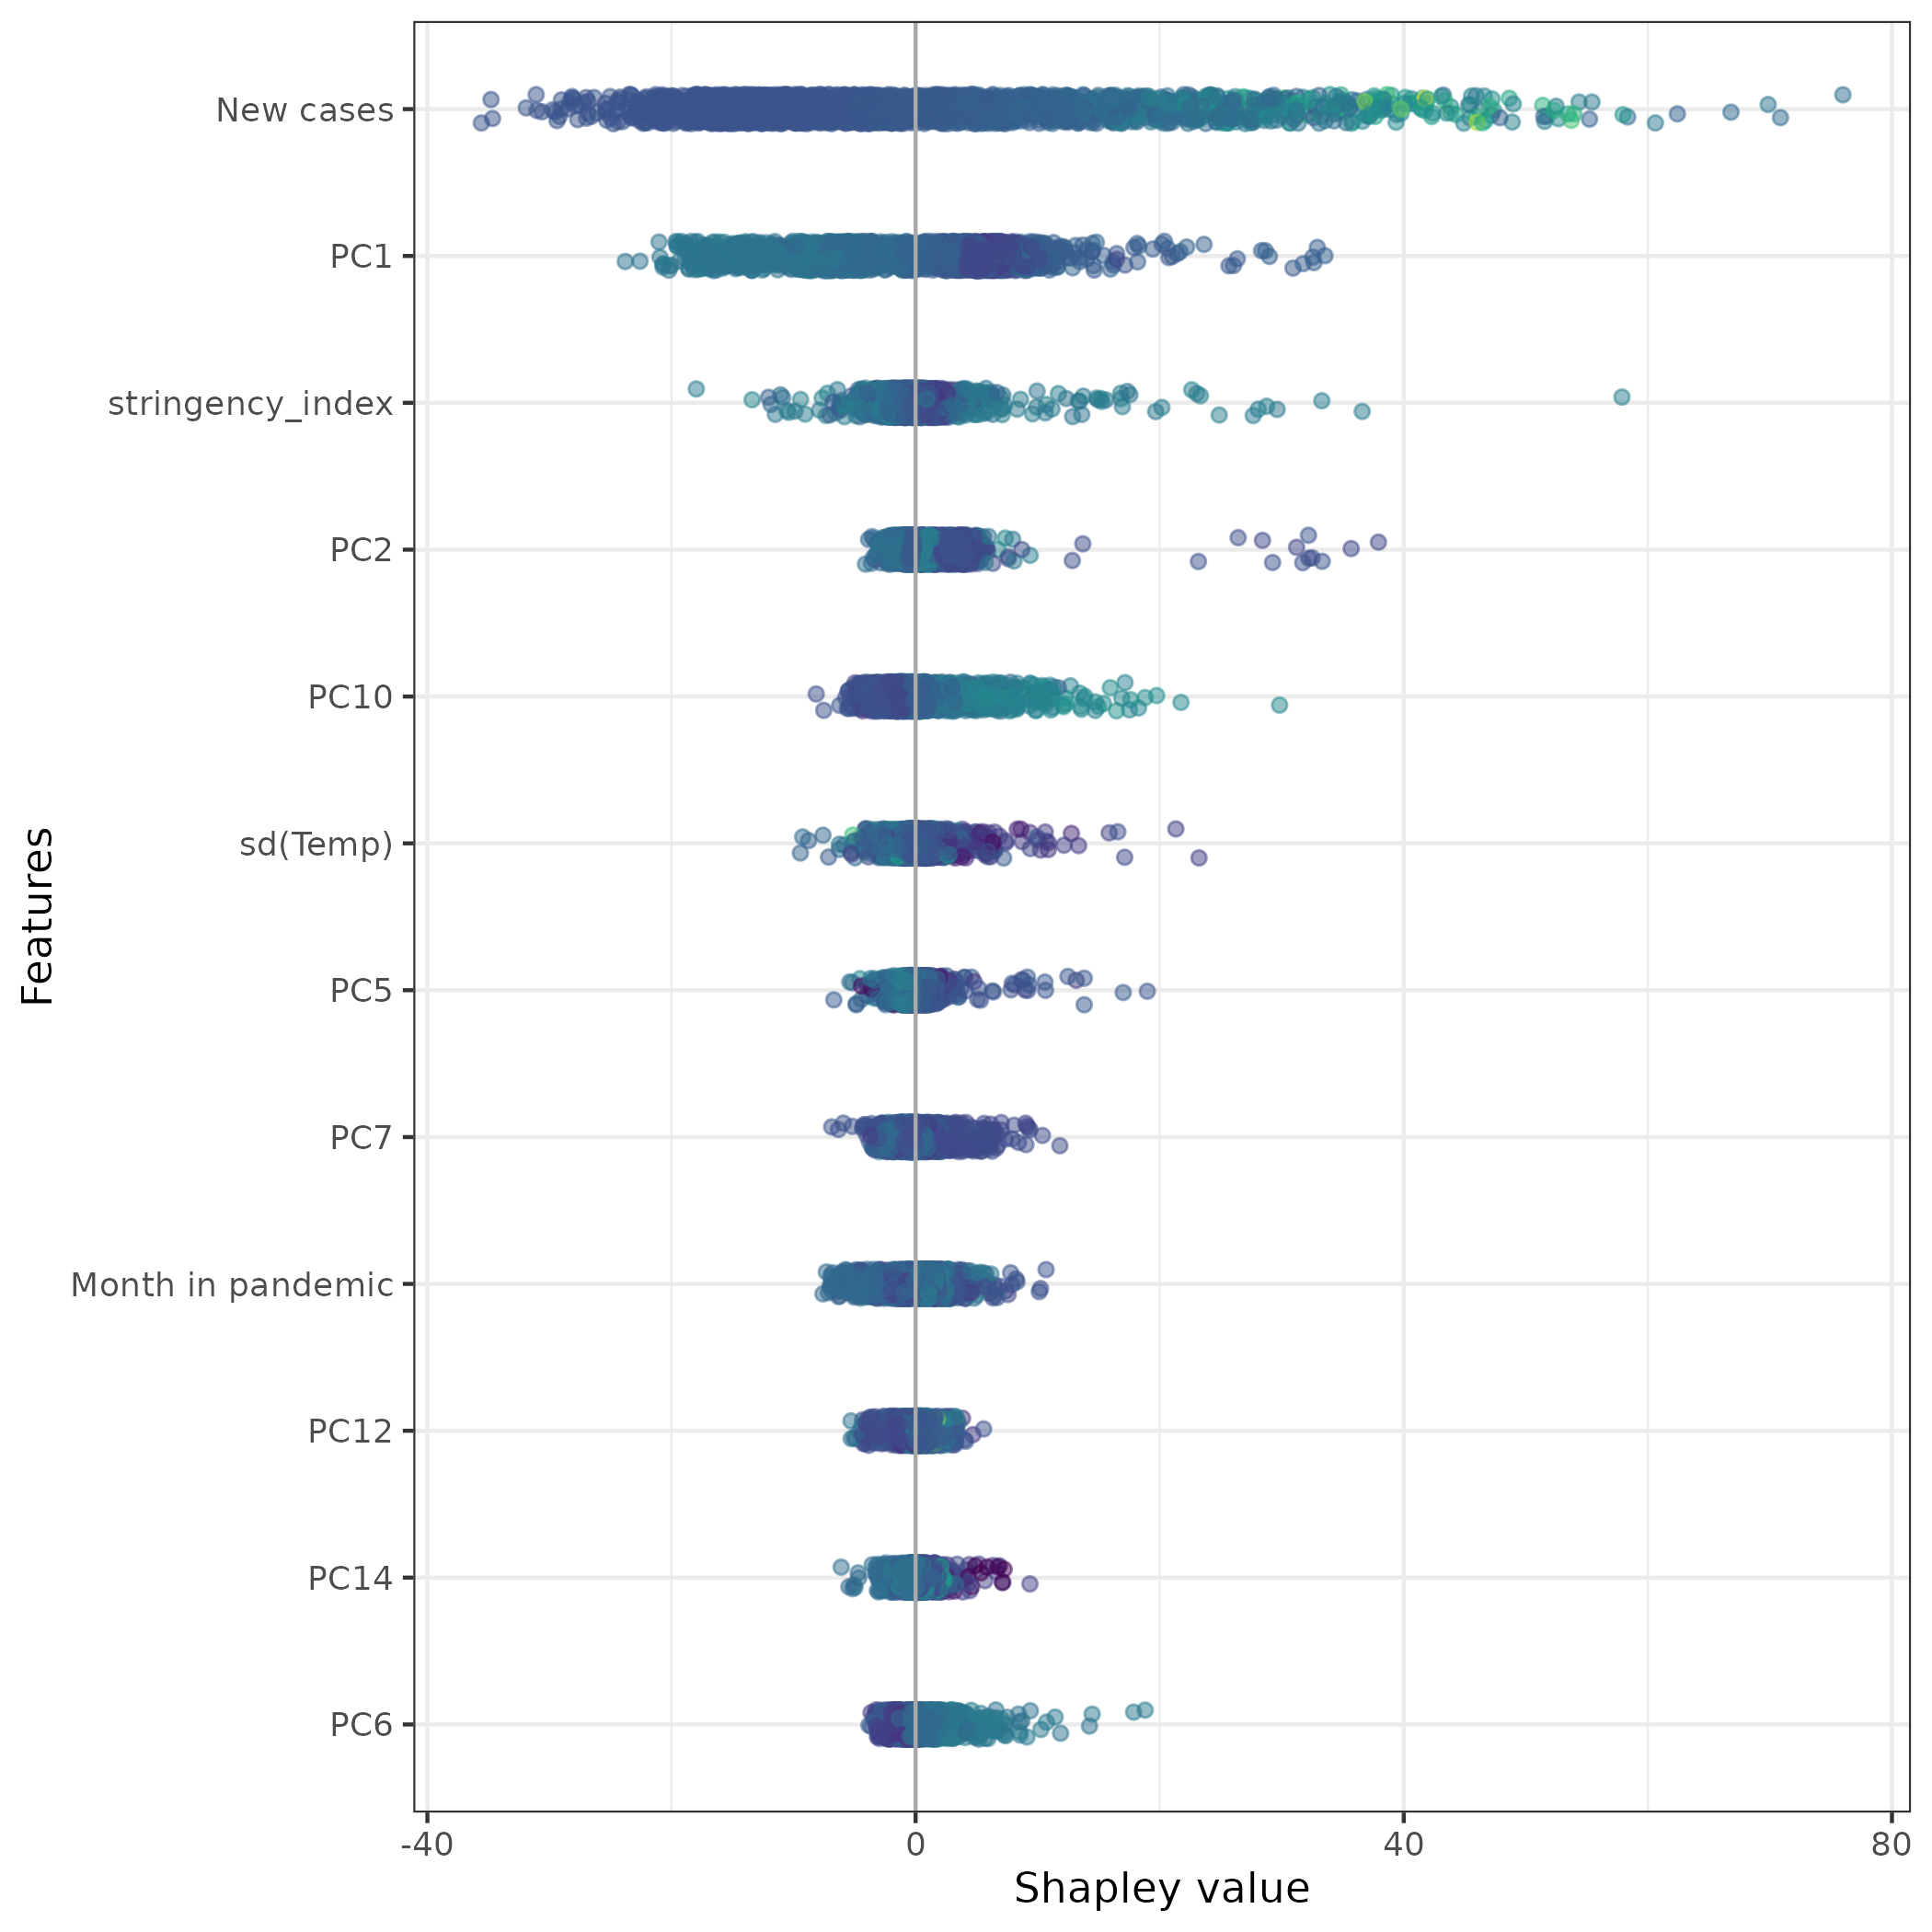 New cases
PC1
stringency_index
PC2
PC10
sd(Temp)
PC5
PC7
Month in pandemic
PC12
PC14
PC6
Features
-40 0 40 80
Shapley value